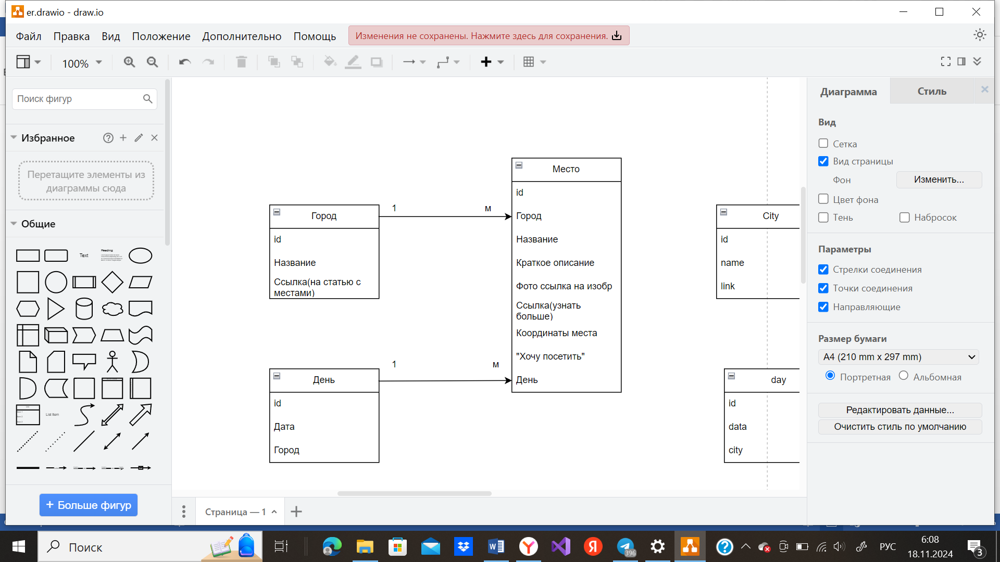 er.drawio - draw.io
Файл Правка Вид Положение Дополнительно Помощь Изменения не сохранены. Нажмите здесь для сохранения.
100%
Поиск фигур
Избранное
Перетащите элементы из
диаграммы сюда
Общие
Text
Heading
List Item
+ Больше фигур
Город
id
Название
Ссылка(на статью с
местами)
1
м
Место
id
Город
Название
Краткое описание
Фото ссылка на изобр
Ссылка(узнать
больше)
Координаты места
"Хочу посетить"
День
1
м
День
id
Дата
Город
City
id
name
link
day
id
data
city
Страница — 1
Диаграмма
Стиль
Вид
Сетка
Вид страницы
Фон
Изменить...
Цвет фона
Тень
Набросок
Параметры
Стрелки соединения
Точки соединения
Направляющие
Размер бумаги
A4 (210 mm x 297 mm)
Портретная
Альбомная
Редактировать данные...
Очистить стиль по умолчанию
Поиск
396
РУС
6:08
18.11.2024
3